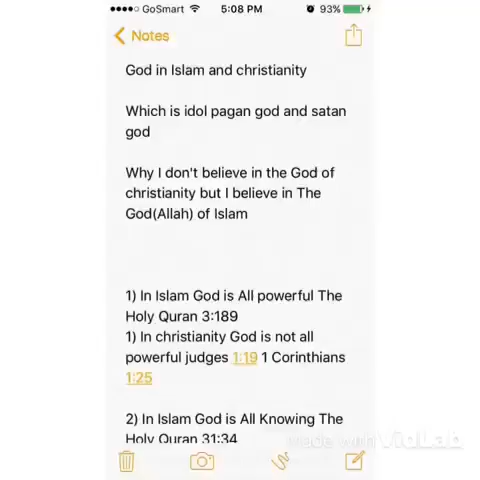 GoSmart 5:08 PM 93%
Notes
God in Islam and christianity
Which is idol pagan god and satan
god
Why I don't believe in the God of
christianity but I believe in The
God(Allah) of Islam
1) In Islam God is All powerful The
Holy Quran 3:189
1) In christianity God is not all
powerful judges 1:19 1 Corinthians
1:25
2) In Islam God is All Knowing The
Holy Quran 31:34
made with VidLab